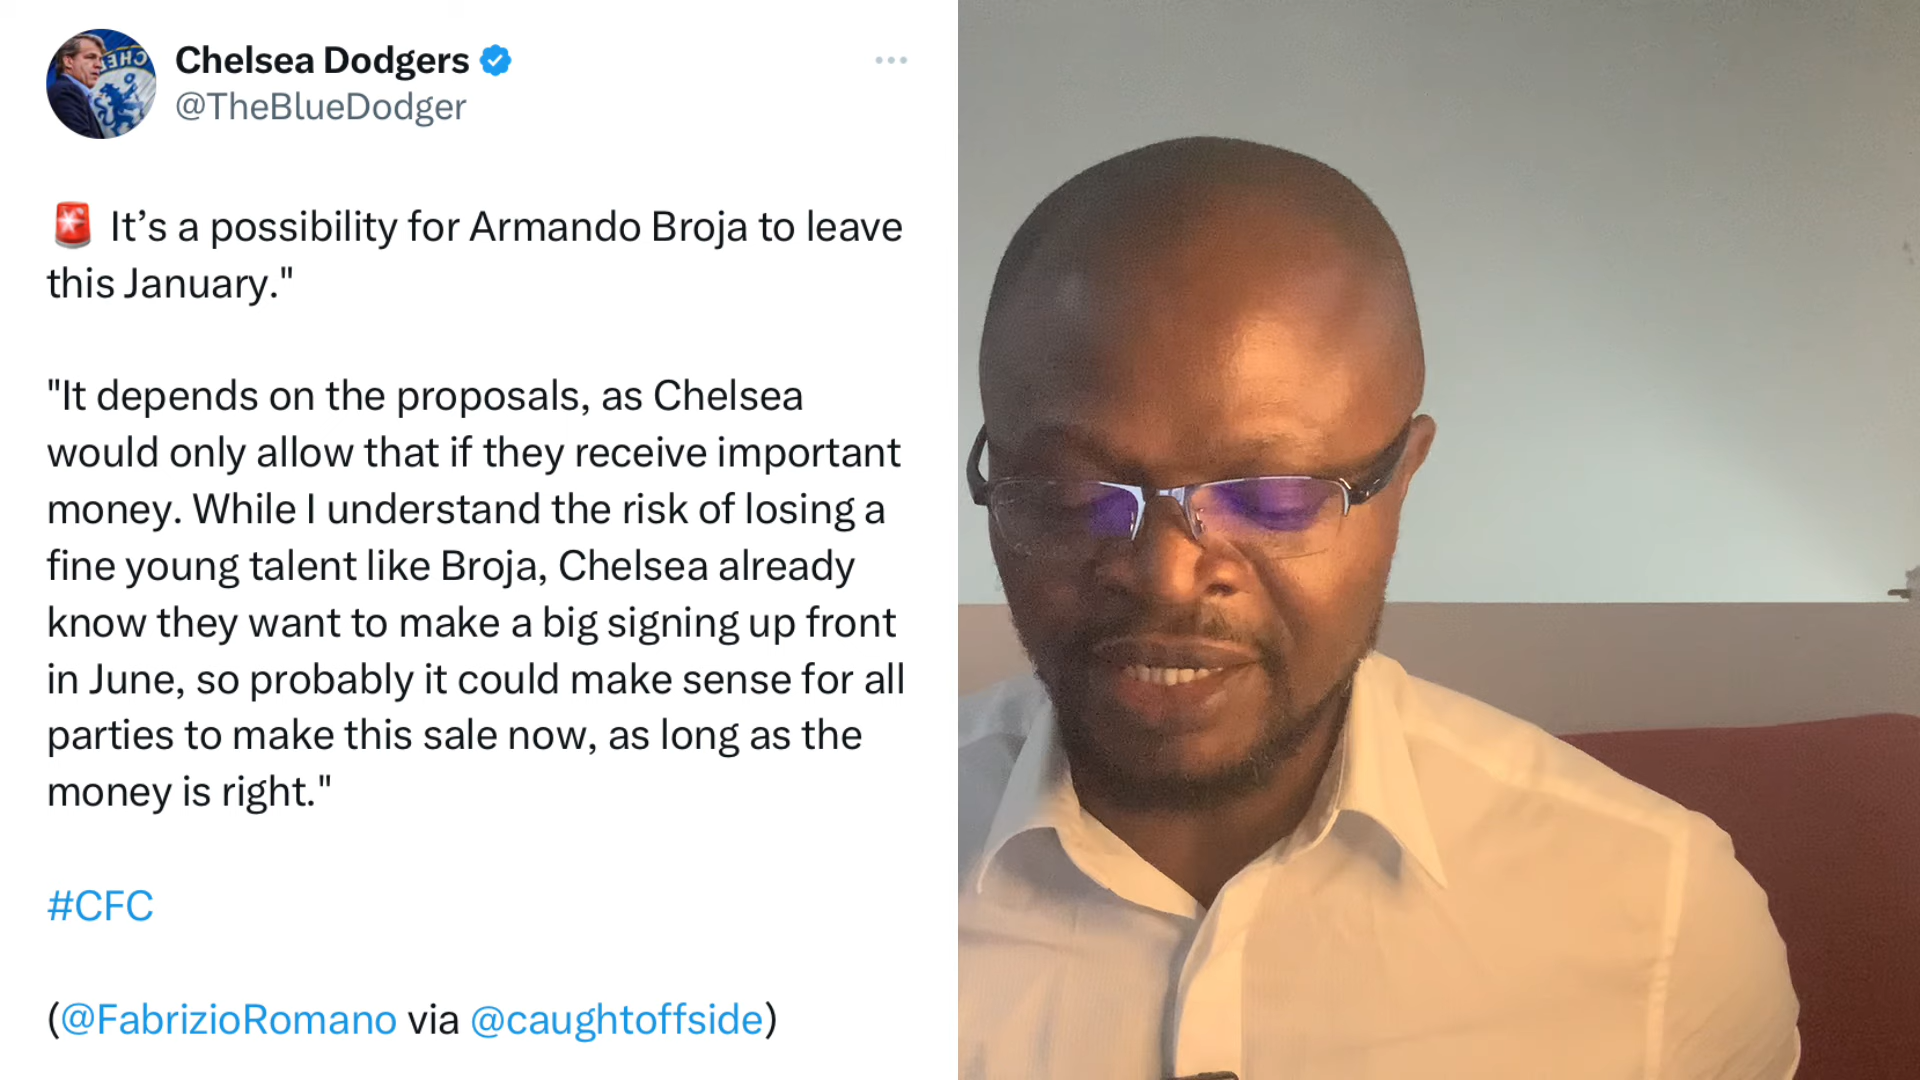 Chelsea Dodgers
@TheBlueDodger
🚨 It’s a possibility for Armando Broja to leave
this January."
"It depends on the proposals, as Chelsea
would only allow that if they receive important
money. While I understand the risk of losing a
fine young talent like Broja, Chelsea already
know they want to make a big signing up front
in June, so probably it could make sense for all
parties to make this sale now, as long as the
money is right."
#CFC
(@FabrizioRomano via @caughtoffside)